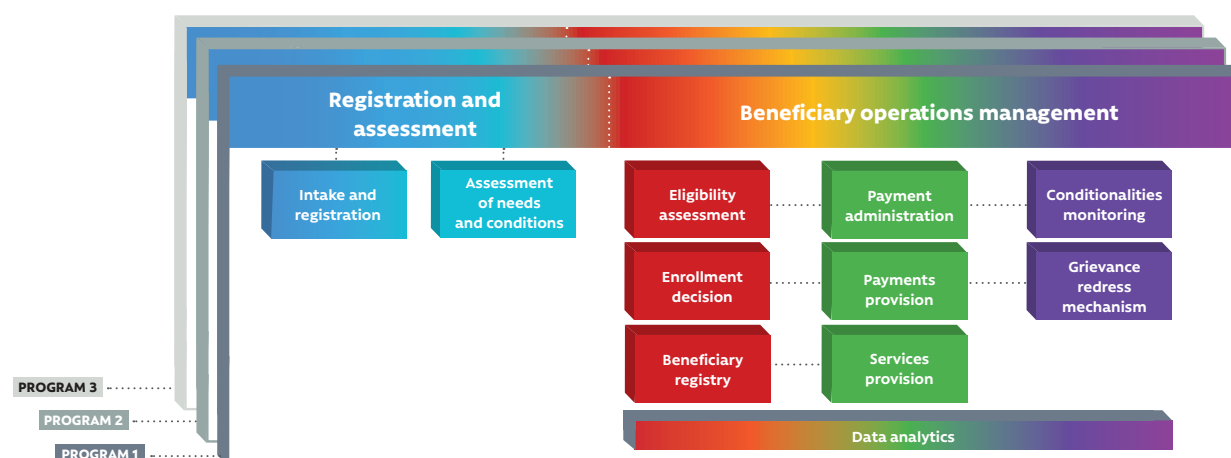 Registration and
assessment
Beneficiary operations management
Intake and
registration
Assessment
of needs
and conditions
Eligibility
assessment
Payment
administration
Conditionalities
monitoring
Enrollment
decision
Payments
provision
Grievance
redress
mechanism
Beneficiary
registry
Services
provision
PROGRAM 3
PROGRAM 2
PROGRAM 1
Data analytics